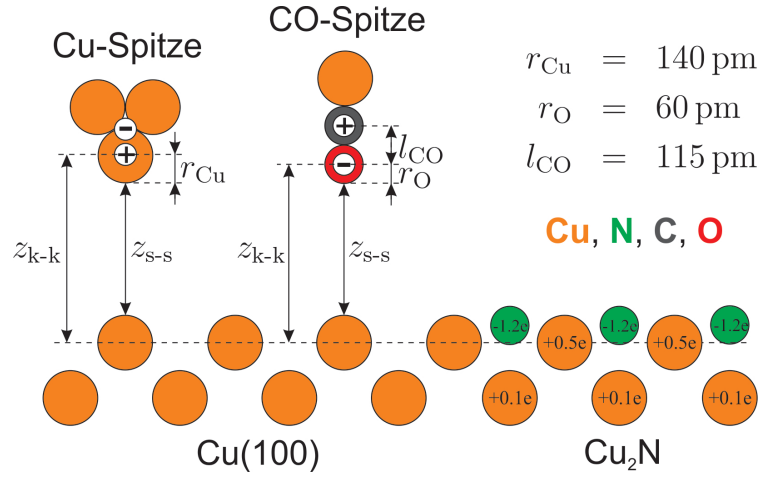 Cu-Spitze
CO-Spitze
r_Cu = 140 pm
r_O = 60 pm
l_CO = 115 pm
- +
+ -
r_Cu
l_CO
r_O
z_k-k
z_s-s
z_k-k
z_s-s
Cu, N, C, O
-1.2e -1.2e -1.2e
+0.5e +0.5e
+0.1e +0.1e +0.1e
Cu(100)
Cu₂N